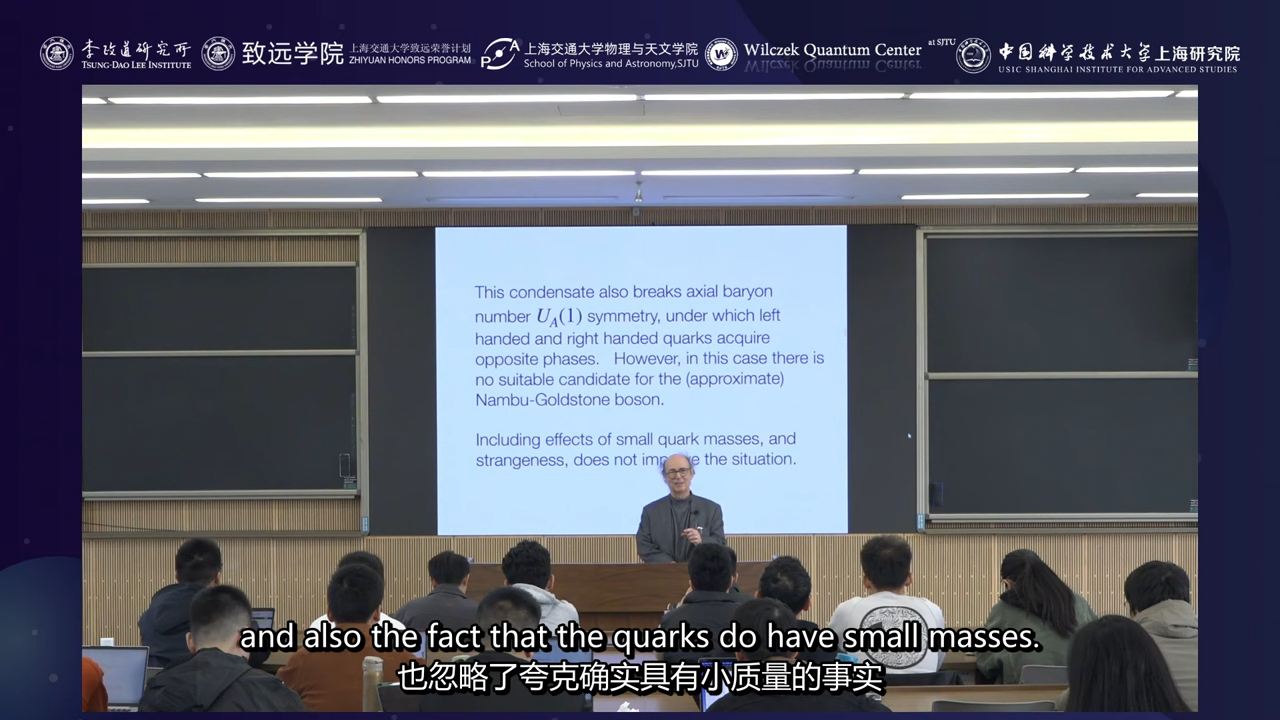 李政道研究所
TSUNG-DAO LEE INSTITUTE
致远学院
上海交通大学致远荣誉计划
ZHIYUAN HONORS PROGRAM
上海交通大学物理与天文学院
School of Physics and Astronomy,SJTU
Wilczek Quantum Center
at SJTU
中国科学技术大学上海研究院
USTC SHANGHAI INSTITUTE FOR ADVANCED STUDIES
This condensate also breaks axial baryon
number U_A(1) symmetry, under which left
handed and right handed quarks acquire
opposite phases. However, in this case there is
no suitable candidate for the (approximate)
Nambu-Goldstone boson.
Including effects of small quark masses, and
strangeness, does not the situation.
and also the fact that the quarks do have small masses.
也忽略了夸克确实具有小质量的事实